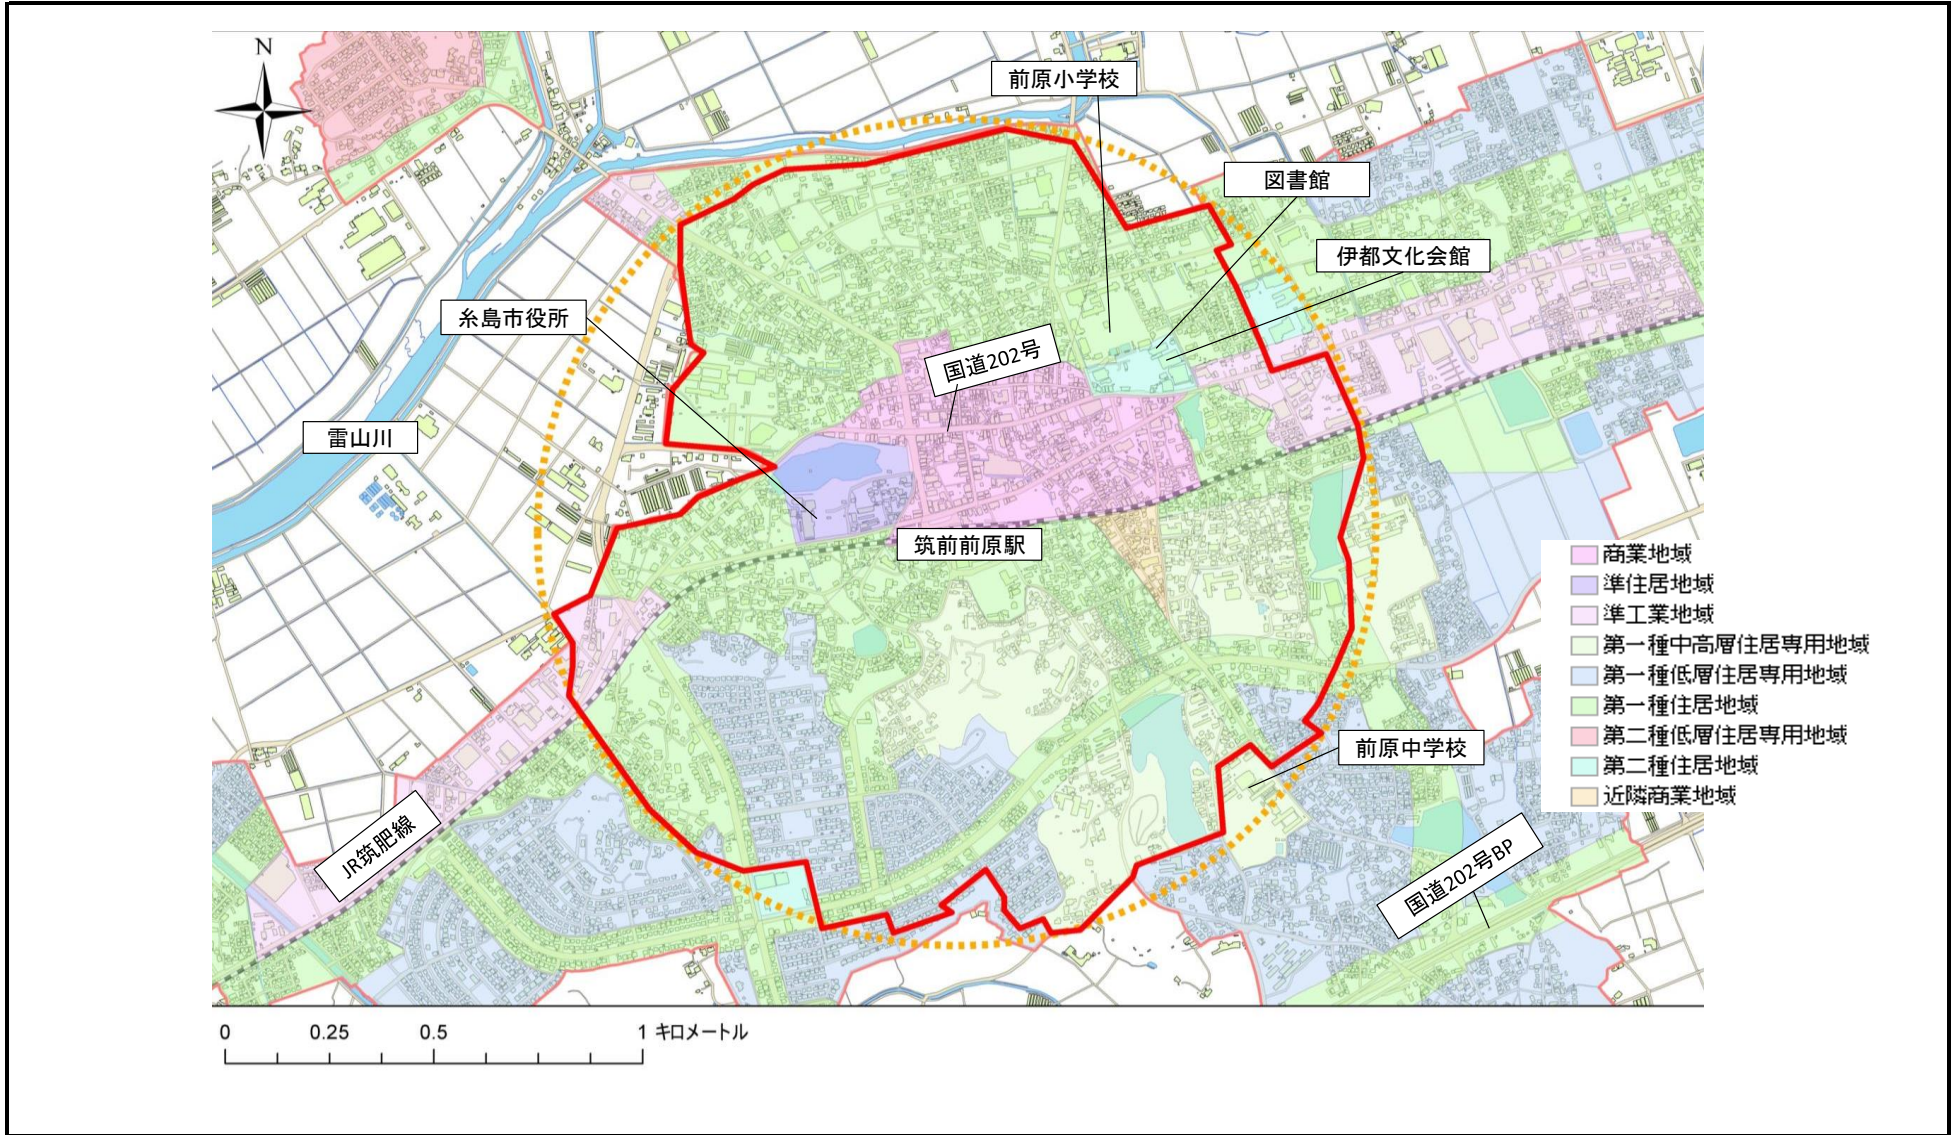 N
前原小学校
図書館
伊都文化会館
糸島市役所
国道202号
雷山川
筑前前原駅
商業地域
準住居地域
準工業地域
第一種中高層住居専用地域
第一種低層住居専用地域
第一種住居地域
第二種低層住居専用地域
第二種住居地域
近隣商業地域
前原中学校
JR筑肥線
国道202号BP
0 0.25 0.5 1 キロメートル